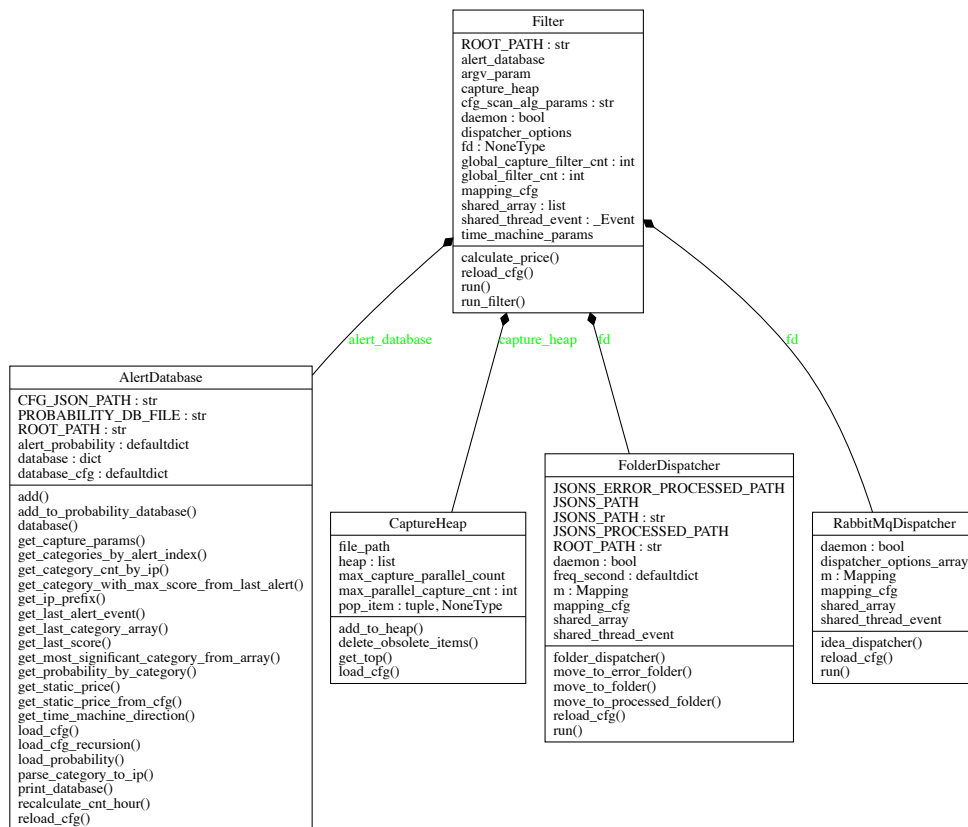 Filter
ROOT_PATH : str
alert_database
argv_param
capture_heap
cfg_scan_alg_params : str
daemon : bool
dispatcher_options
fd : NoneType
global_capture_filter_cnt : int
global_filter_cnt : int
mapping_cfg
shared_array : list
shared_thread_event : _Event
time_machine_params
calculate_price()
reload_cfg()
run()
run_filter()
alert_database
capture_heap
fd
fd
AlertDatabase
CFG_JSON_PATH : str
PROBABILITY_DB_FILE : str
ROOT_PATH : str
alert_probability : defaultdict
database : dict
database_cfg : defaultdict
add()
add_to_probability_database()
database()
get_capture_params()
get_categories_by_alert_index()
get_category_cnt_by_ip()
get_category_with_max_score_from_last_alert()
get_ip_prefix()
get_last_alert_event()
get_last_category_array()
get_last_score()
get_most_significant_category_from_array()
get_probability_by_category()
get_static_price()
get_static_price_from_cfg()
get_time_machine_direction()
load_cfg()
load_cfg_recursion()
load_probability()
parse_category_to_ip()
print_database()
recalculate_cnt_hour()
reload_cfg()
CaptureHeap
file_path
heap : list
max_capture_parallel_count
max_parallel_capture_cnt : int
pop_item : tuple, NoneType
add_to_heap()
delete_obsolete_items()
get_top()
load_cfg()
FolderDispatcher
JSONS_ERROR_PROCESSED_PATH
JSONS_PATH
JSONS_PATH : str
JSONS_PROCESSED_PATH
ROOT_PATH : str
daemon : bool
freq_second : defaultdict
m : Mapping
mapping_cfg
shared_array
shared_thread_event
folder_dispatcher()
move_to_error_folder()
move_to_folder()
move_to_processed_folder()
reload_cfg()
run()
RabbitMqDispatcher
daemon : bool
dispatcher_options_array
m : Mapping
mapping_cfg
shared_array
shared_thread_event
idea_dispatcher()
reload_cfg()
run()